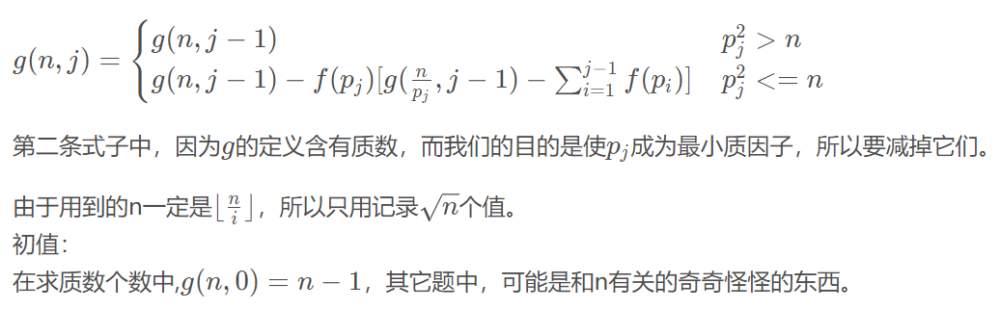 $g(n,j)=\begin{cases}g(n,j-1) & p_j^2>n\\ g(n,j-1)-f(p_j)[g(\frac{n}{p_j},j-1)-\sum_{i=1}^{j-1}f(p_i)] & p_j^2<=n\end{cases}$
第二条式子中，因为$g$的定义含有质数，而我们的目的是使$p_j$成为最小质因子，所以要减掉它们。
由于用到的n一定是$\lfloor\frac{n}{i}\rfloor$，所以只用记录$\sqrt{n}$个值。
初值：
在求质数个数中,$g(n,0)=n-1$，其它题中，可能是和n有关的奇奇怪怪的东西。